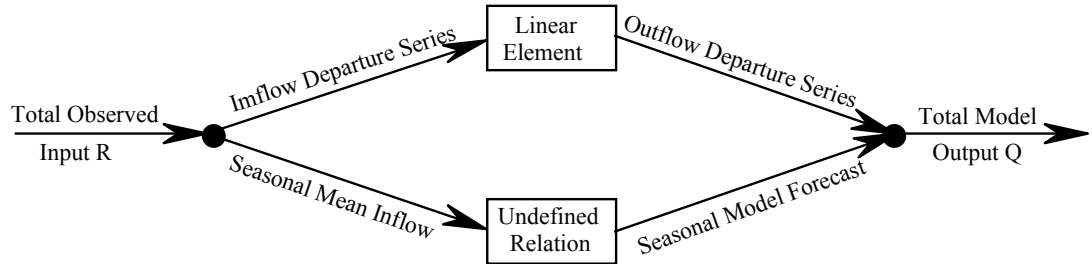 Total Observed
Input R
Imflow Departure Series
Linear
Element
Outflow Departure Series
Seasonal Mean Inflow
Undefined
Relation
Seasonal Model Forecast
Total Model
Output Q